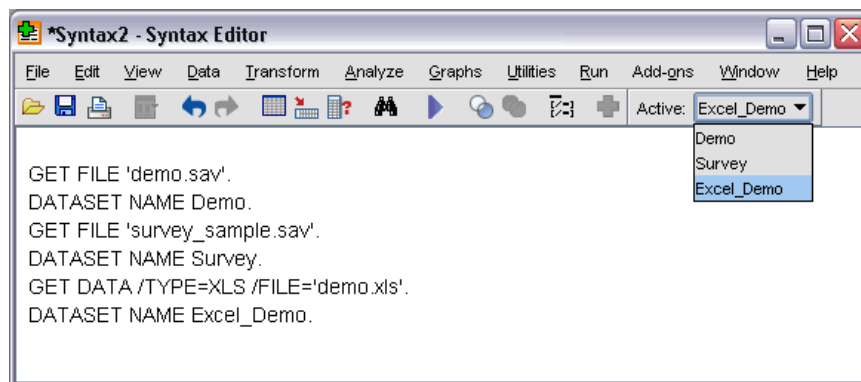 *Syntax2 - Syntax Editor
File Edit View Data Transform Analyze Graphs Utilities Run Add-ons Window Help
Active: Excel_Demo
Demo
Survey
Excel_Demo
GET FILE 'demo.sav'.
DATASET NAME Demo.
GET FILE 'survey_sample.sav'.
DATASET NAME Survey.
GET DATA /TYPE=XLS /FILE='demo.xls'.
DATASET NAME Excel_Demo.